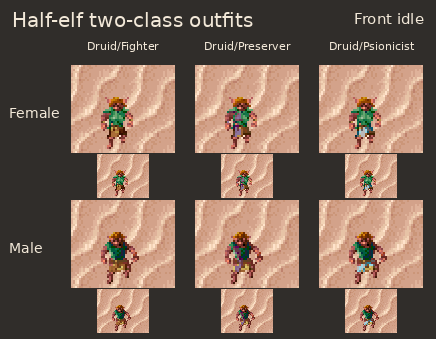 Half-elf two-class outfits
Front idle
Druid/Fighter
Druid/Preserver
Druid/Psionicist
Female
Male